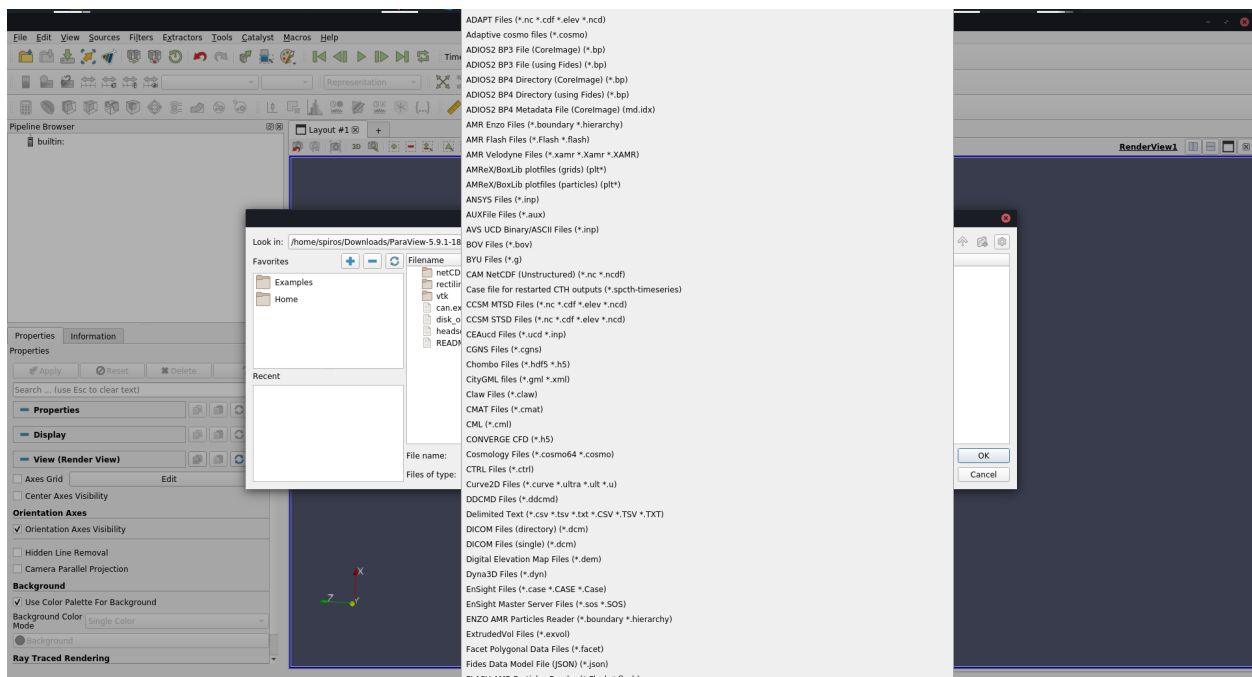 File Edit View Sources Filters Extractors Tools Catalyst Macros Help
Representation
Pipeline Browser
builtin:
Layout #1
+
3D
RenderView1
Look in: /home/spiros/Downloads/ParaView-5.9.1-18
Favorites
Examples
Home
Recent
Filename
vtk
File name:
Files of type:
OK
Cancel
Properties Information
Properties
Apply Reset Delete
Search ... (use Esc to clear text)
Properties
Display
View (Render View)
Axes Grid Edit
Center Axes Visibility
Orientation Axes
Orientation Axes Visibility
Hidden Line Removal
Camera Parallel Projection
Background
Use Color Palette For Background
Background Color Mode Single Color
Background
Ray Traced Rendering
X
Z
Y
ADAPT Files (*.nc *.cdf *.elev *.ncd)
Adaptive cosmo files (*.cosmo)
ADIOS2 BP3 File (CoreImage) (*.bp)
ADIOS2 BP3 File (using Fides) (*.bp)
ADIOS2 BP4 Directory (CoreImage) (*.bp)
ADIOS2 BP4 Directory (using Fides) (*.bp)
ADIOS2 BP4 Metadata File (CoreImage) (md.idx)
AMR Enzo Files (*.boundary *.hierarchy)
AMR Flash Files (*.Flash *.flash)
AMR Velodyne Files (*.xamr *.Xamr *.XAMR)
AMReX/BoxLib plotfiles (grids) (plt*)
AMReX/BoxLib plotfiles (particles) (plt*)
ANSYS Files (*.inp)
AUXFile Files (*.aux)
AVS UCD Binary/ASCII Files (*.inp)
BOV Files (*.bov)
BYU Files (*.g)
CAM NetCDF (Unstructured) (*.nc *.ncdf)
Case file for restarted CTH outputs (*.spcth-timeseries)
CCSM MTSD Files (*.nc *.cdf *.elev *.ncd)
CCSM STSD Files (*.nc *.cdf *.elev *.ncd)
CEAucd Files (*.ucd *.inp)
CGNS Files (*.cgns)
Chombo Files (*.hdf5 *.h5)
CityGML files (*.gml *.xml)
Claw Files (*.claw)
CMAT Files (*.cmat)
CML (*.cml)
CONVERGE CFD (*.h5)
Cosmology Files (*.cosmo64 *.cosmo)
CTRL Files (*.ctrl)
Curve2D Files (*.curve *.ultra *.ult *.u)
DDCMD Files (*.ddcmd)
Delimited Text (*.csv *.tsv *.txt *.CSV *.TSV *.TXT)
DICOM Files (directory) (*.dcm)
DICOM Files (single) (*.dcm)
Digital Elevation Map Files (*.dem)
Dyna3D Files (*.dyn)
EnSight Files (*.case *.CASE *.Case)
EnSight Master Server Files (*.sos *.SOS)
ENZO AMR Particles Reader (*.boundary *.hierarchy)
ExtrudedVol Files (*.exvol)
Facet Polygonal Data Files (*.facet)
Fides Data Model File (JSON) (*.json)